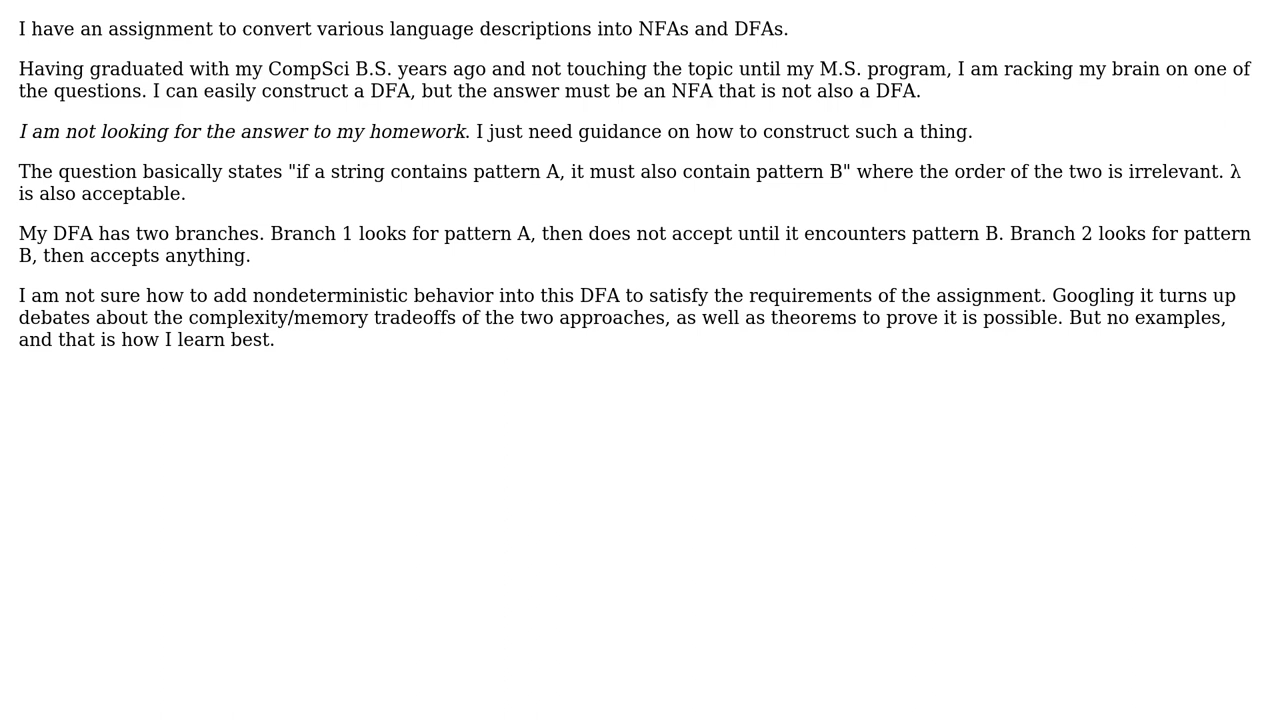 I have an assignment to convert various language descriptions into NFAs and DFAs.
Having graduated with my CompSci B.S. years ago and not touching the topic until my M.S. program, I am racking my brain on one of
the questions. I can easily construct a DFA, but the answer must be an NFA that is not also a DFA.
I am not looking for the answer to my homework. I just need guidance on how to construct such a thing.
The question basically states "if a string contains pattern A, it must also contain pattern B" where the order of the two is irrelevant. λ
is also acceptable.
My DFA has two branches. Branch 1 looks for pattern A, then does not accept until it encounters pattern B. Branch 2 looks for pattern
B, then accepts anything.
I am not sure how to add nondeterministic behavior into this DFA to satisfy the requirements of the assignment. Googling it turns up
debates about the complexity/memory tradeoffs of the two approaches, as well as theorems to prove it is possible. But no examples,
and that is how I learn best.